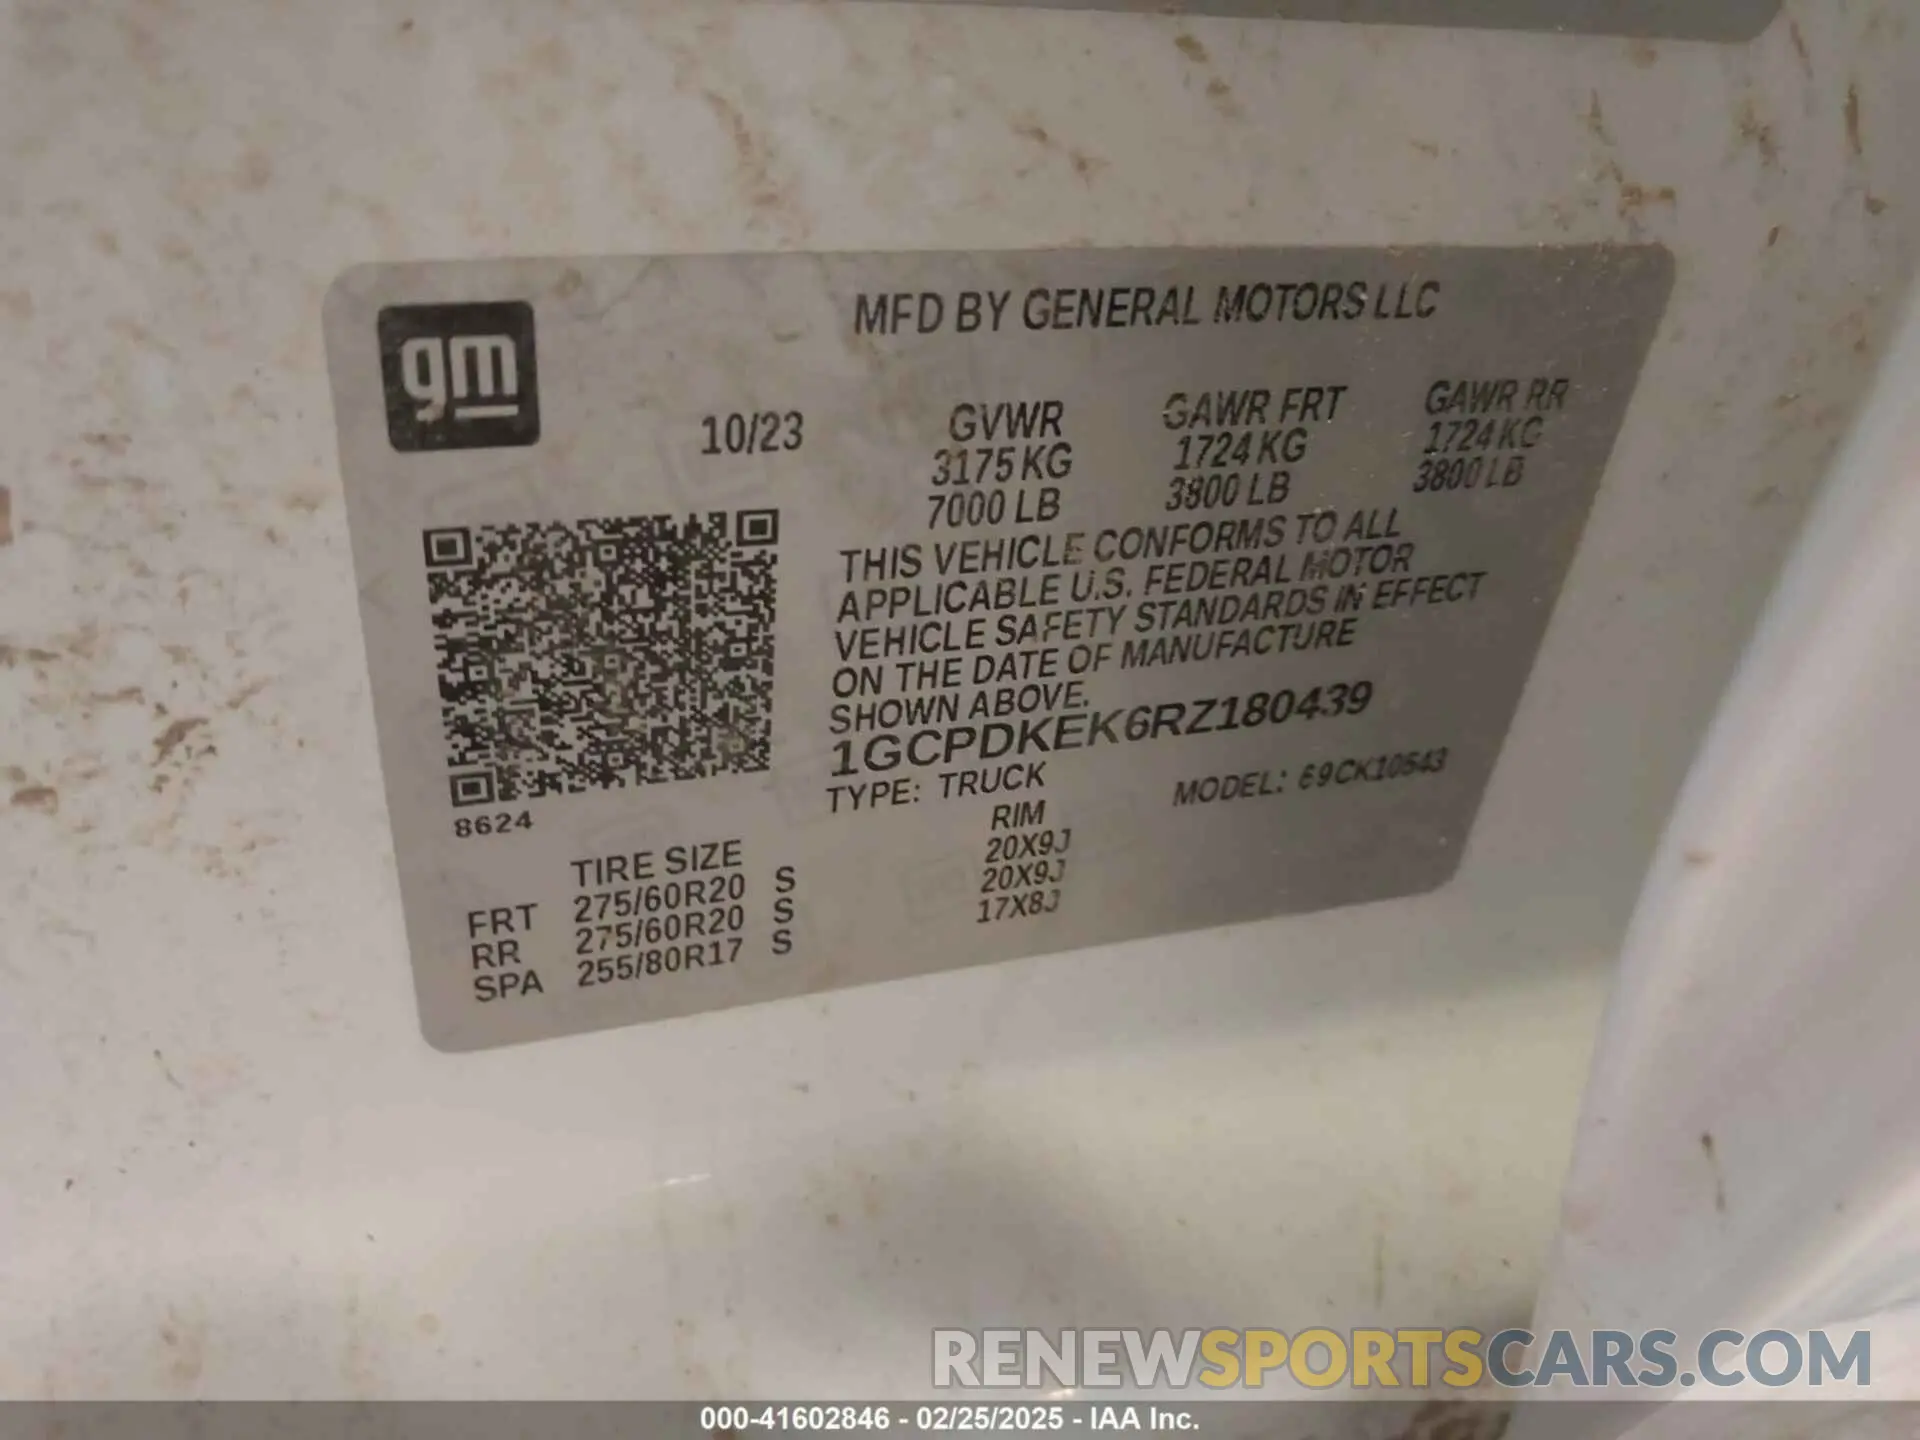 gm
MFD BY GENERAL MOTORS LLC
10/23 GVWR GAWR FRT GAWR RR
3175 KG 1724 KG 1724 KG
7000 LB 3800 LB 3800 LB
THIS VEHICLE CONFORMS TO ALL
APPLICABLE U.S. FEDERAL MOTOR
VEHICLE SAFETY STANDARDS IN EFFECT
ON THE DATE OF MANUFACTURE
SHOWN ABOVE.
1GCPDKEK6RZ180439
TYPE: TRUCK MODEL: 69CK10543
8624
TIRE SIZE RIM
FRT 275/60R20 S 20X9J
RR 275/60R20 S 20X9J
SPA 255/80R17 S 17X8J
RENEWSPORTSCARS.COM
000-41602846 - 02/25/2025 - IAA Inc.